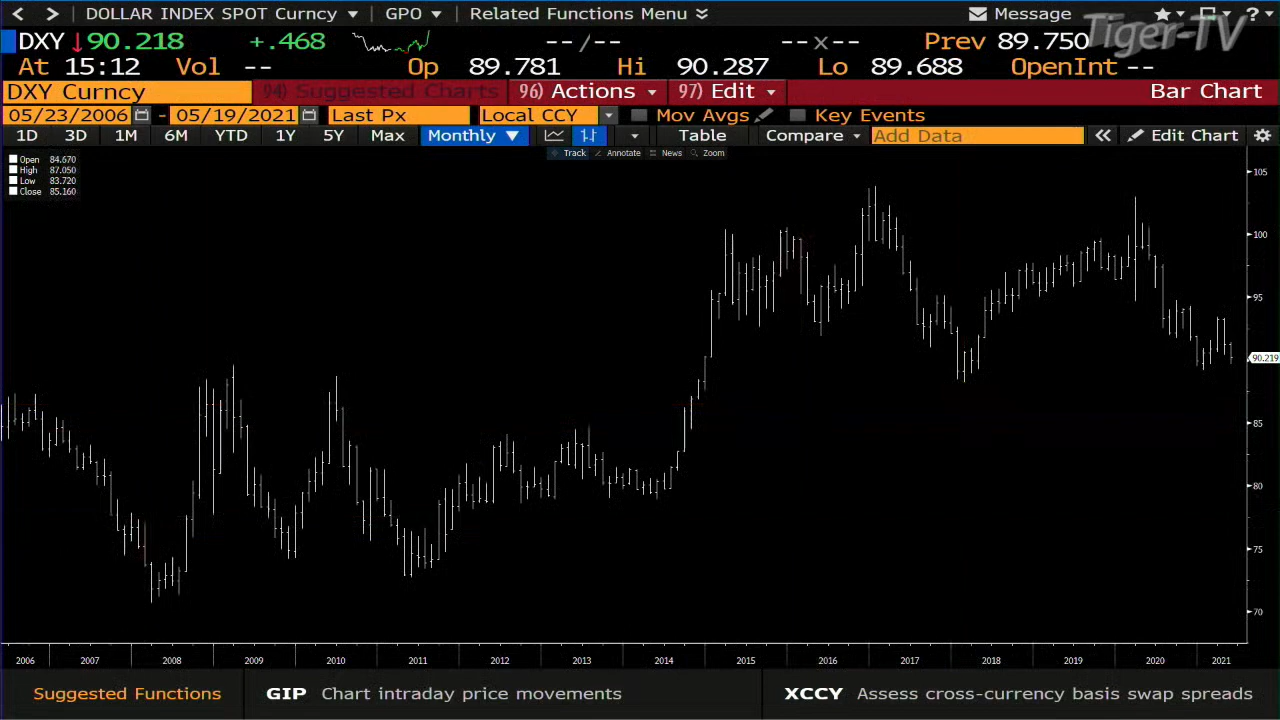 < > DOLLAR INDEX SPOT Curncy ▼ GPO ▼ Related Functions Menu Message ?
DXY ↓90.218 +.468 --/-- --x-- Prev 89.750 Tiger-TV
At 15:12 Vol -- Op 89.781 Hi 90.287 Lo 89.688 OpenInt --
DXY Curncy 94) Suggested Charts 96) Actions 97) Edit Bar Chart
05/23/2006 - 05/19/2021 Last Px Local CCY Mov Avgs Key Events
1D 3D 1M 6M YTD 1Y 5Y Max Monthly ▼ Table Compare Add Data « Edit Chart
Track Annotate News Zoom
Open 84.670
High 87.050
Low 83.720
Close 85.160
105
100
95
90.219
85
80
75
70
2006 2007 2008 2009 2010 2011 2012 2013 2014 2015 2016 2017 2018 2019 2020 2021
Suggested Functions GIP Chart intraday price movements XCCY Assess cross-currency basis swap spreads